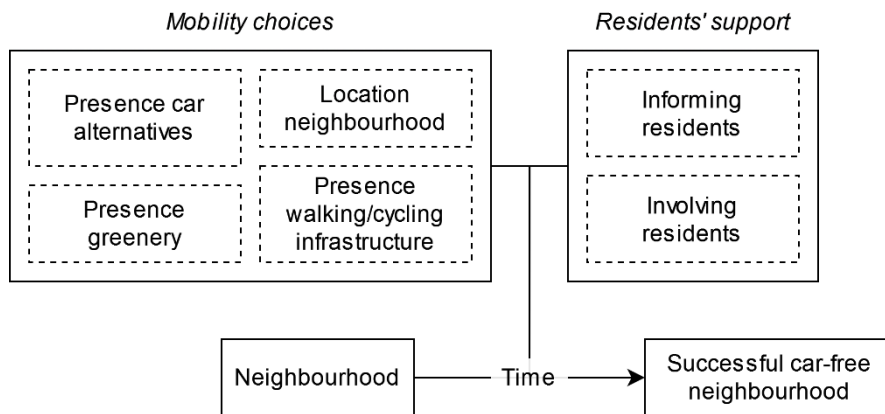 Mobility choices
Residents' support
Presence car
alternatives
Location
neighbourhood
Presence
greenery
Presence
walking/cycling
infrastructure
Informing
residents
Involving
residents
Neighbourhood
Time
Successful car-free
neighbourhood